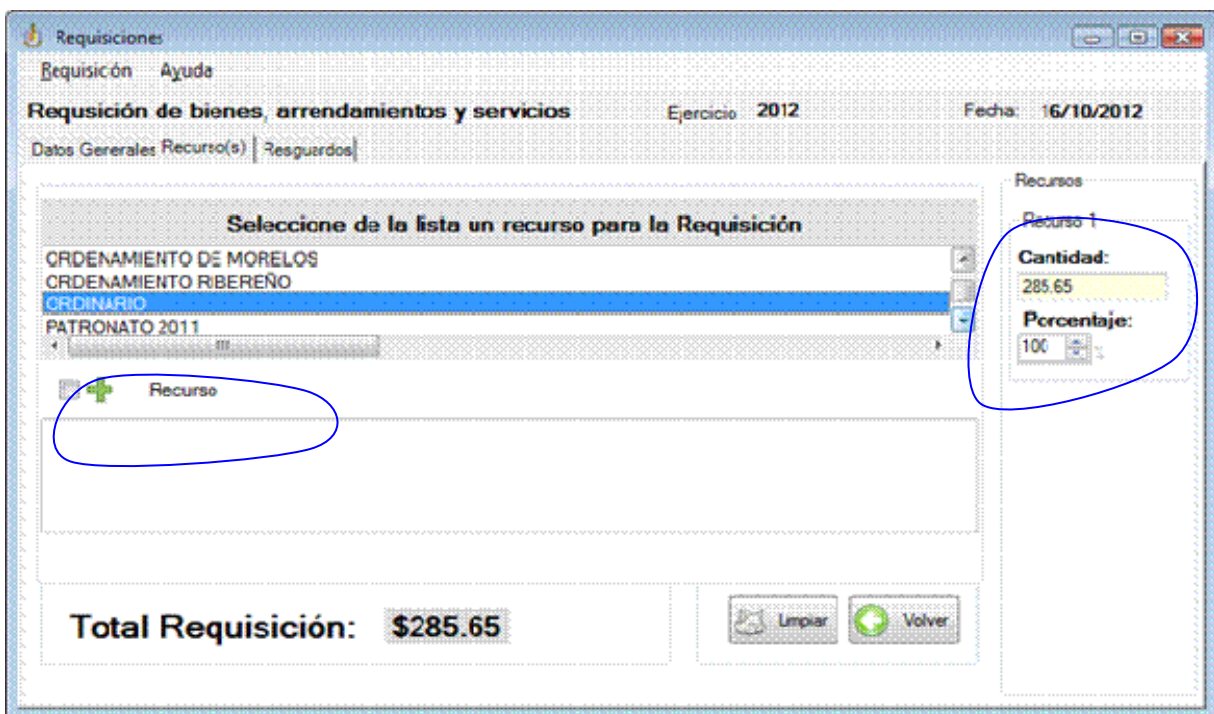 Requisiciones
Requisición Ayuda
Requsición de bienes, arrendamientos y servicios Ejercicio 2012 Fecha: 16/10/2012
Datos Generales Recurso(s) Resguardos
Recursos
Seleccione de la lista un recurso para la Requisición
Recurso 1
ORDENAMIENTO DE MORELOS
Cantidad:
ORDENAMIENTO RIBEREÑO
285.65
ORDINARIO
Porcentaje:
PATRONATO 2011
100 %
Recurso
Total Requisición: $285.65
Limpiar Volver